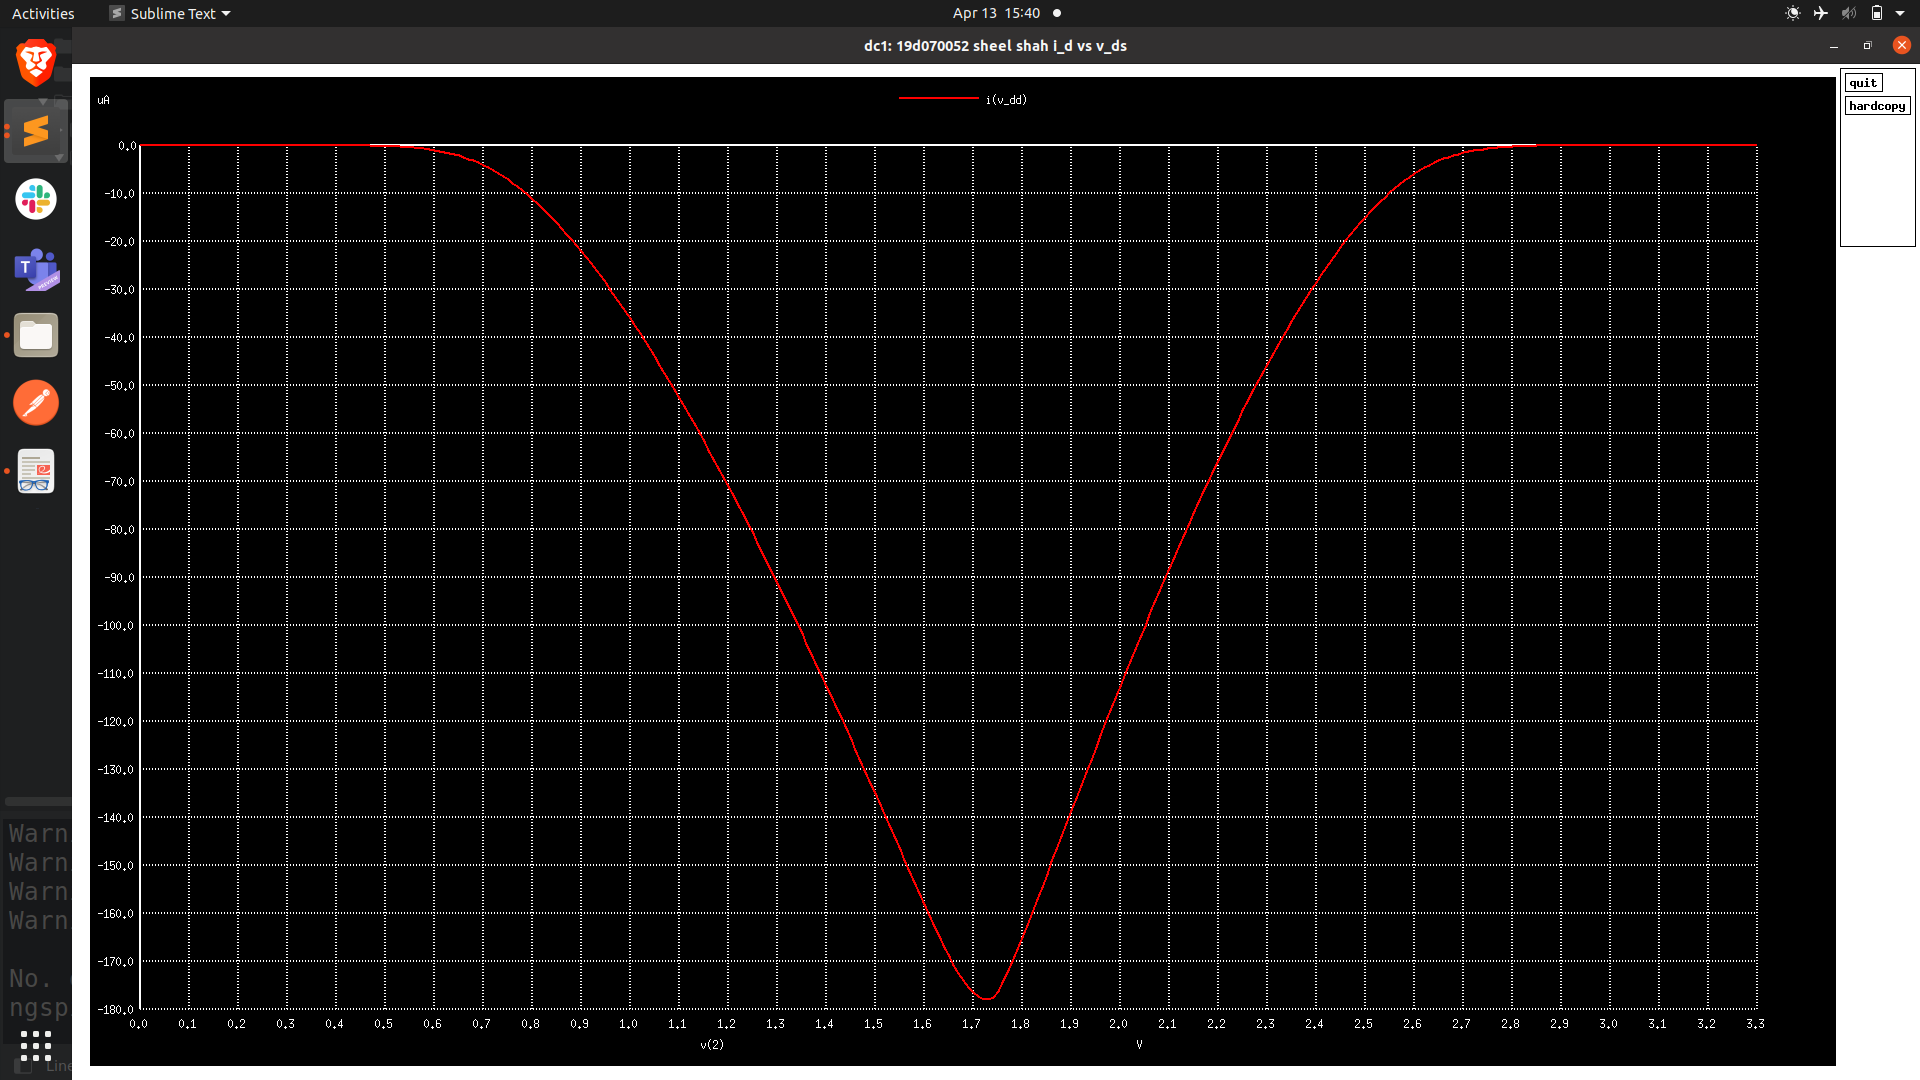 Activities
Sublime Text
Apr 13 15:40
dc1: 19d070052 sheel shah i_d vs v_ds
quit
hardcopy
uA
i(v_dd)
0.0
-10.0
-20.0
-30.0
-40.0
-50.0
-60.0
-70.0
-80.0
-90.0
-100.0
-110.0
-120.0
-130.0
-140.0
-150.0
-160.0
-170.0
-180.0
0.0 0.1 0.2 0.3 0.4 0.5 0.6 0.7 0.8 0.9 1.0 1.1 1.2 1.3 1.4 1.5 1.6 1.7 1.8 1.9 2.0 2.1 2.2 2.3 2.4 2.5 2.6 2.7 2.8 2.9 3.0 3.1 3.2 3.3
v(2) V
T
PREVIEW
Warn
Warn
Warn
Warn
No.
ngsp
Line